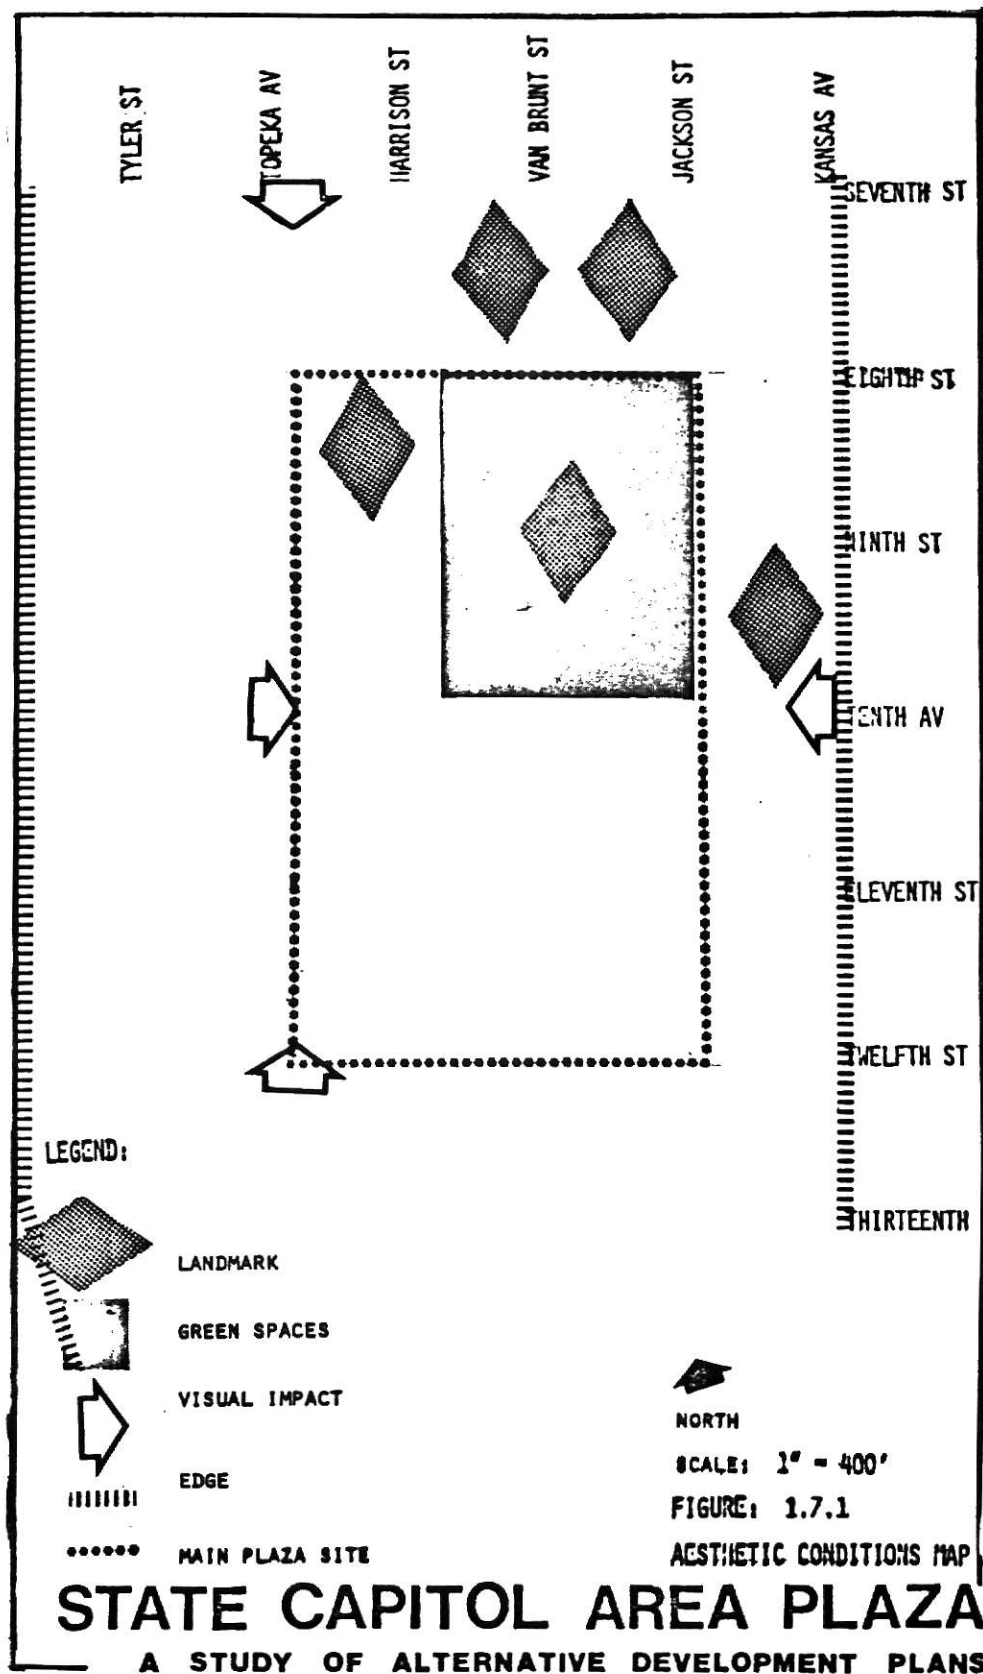 TYLER ST
TOPEKA AV
HARRISON ST
VAN BRUNT ST
JACKSON ST
KANSAS AV
SEVENTH ST
EIGHTH ST
NINTH ST
TENTH AV
ELEVENTH ST
TWELFTH ST
THIRTEENTH
LEGEND:
LANDMARK
GREEN SPACES
VISUAL IMPACT
EDGE
MAIN PLAZA SITE
NORTH
SCALE: 1" = 400'
FIGURE: 1.7.1
AESTHETIC CONDITIONS MAP
STATE CAPITOL AREA PLAZA
A STUDY OF ALTERNATIVE DEVELOPMENT PLANS